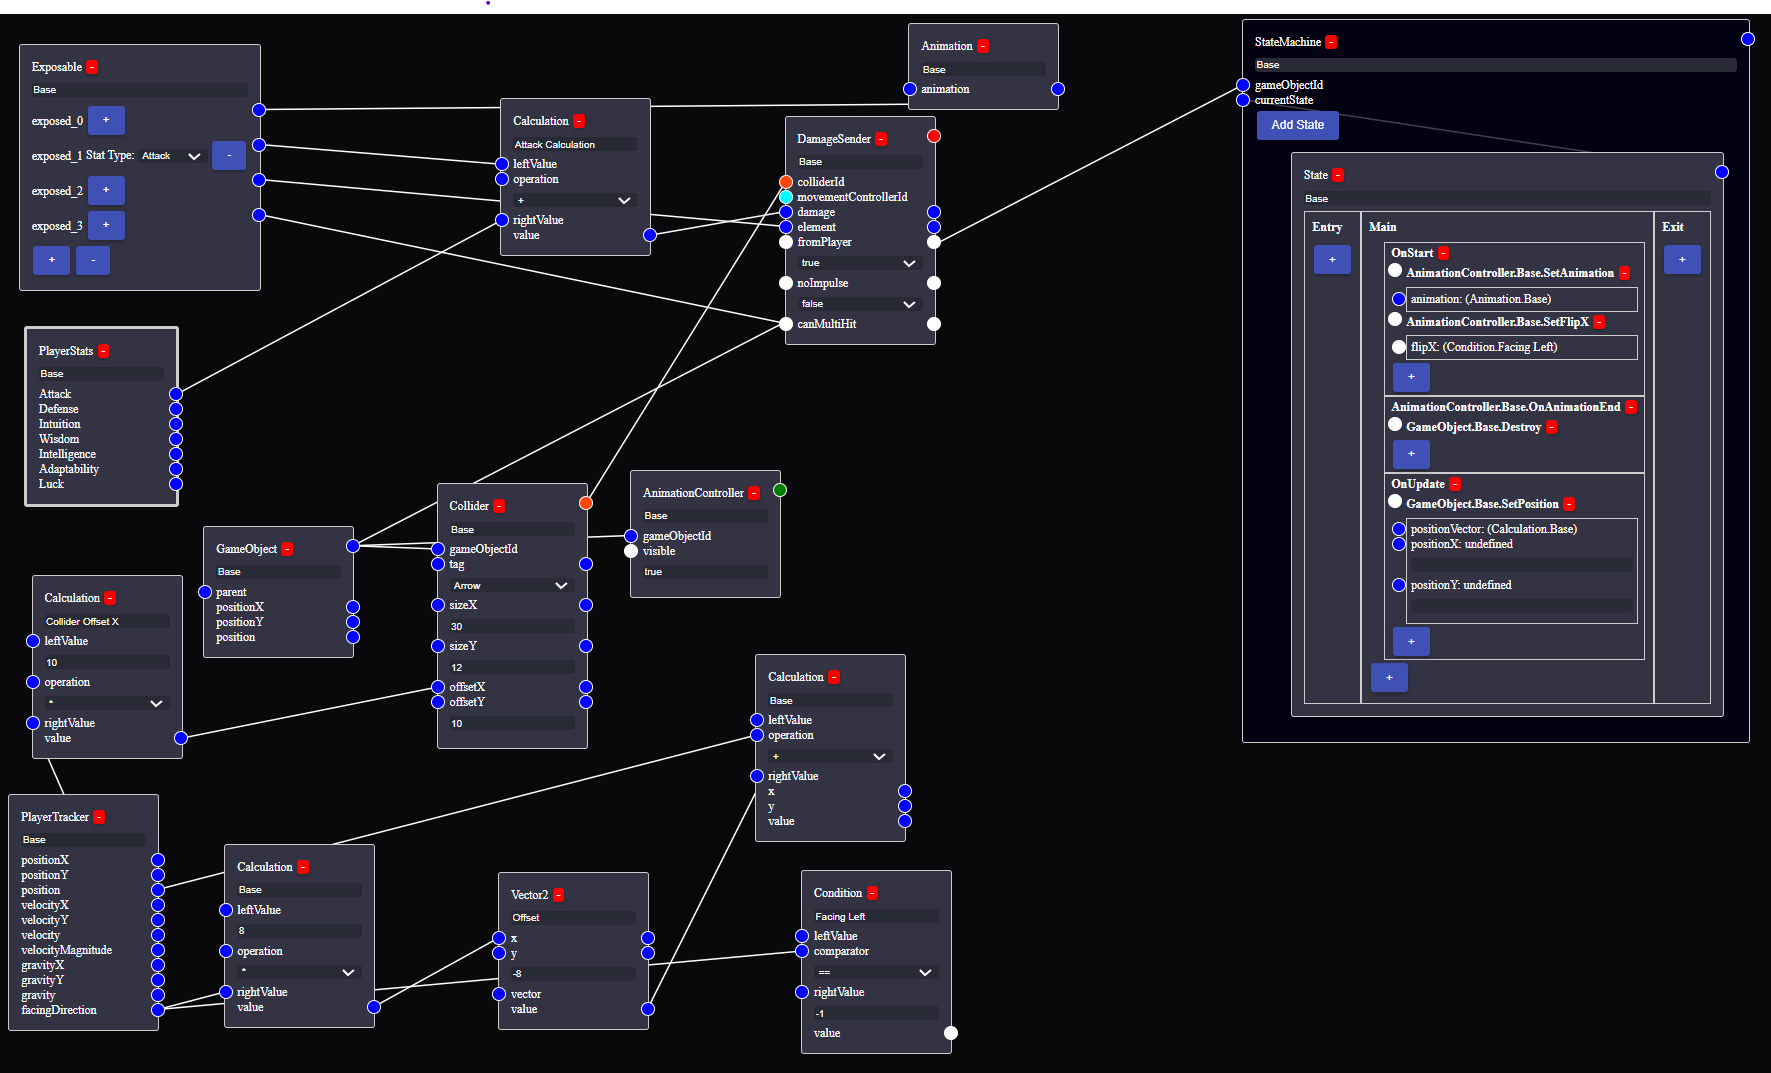 Exposable -
Base
exposed_0 +
exposed_1 Stat Type: Attack -
exposed_2 +
exposed_3 +
+ -
PlayerStats -
Base
Attack
Defense
Intuition
Wisdom
Intelligence
Adaptability
Luck
Calculation -
Attack Calculation
leftValue
operation
+
rightValue
value
Animation -
Base
animation
DamageSender -
Base
colliderId
movementControllerId
damage
element
fromPlayer
true
noImpulse
false
canMultiHit
StateMachine -
Base
gameObjectId
currentState
Add State
State -
Base
Entry
+
Main
OnStart -
AnimationController.Base.SetAnimation -
animation: (Animation.Base)
AnimationController.Base.SetFlipX -
flipX: (Condition.Facing Left)
+
AnimationController.Base.OnAnimationEnd -
GameObject.Base.Destroy -
+
OnUpdate -
GameObject.Base.SetPosition -
positionVector: (Calculation.Base)
positionX: undefined
positionY: undefined
+
+
Exit
+
GameObject -
Base
parent
positionX
positionY
position
Collider -
Base
gameObjectId
tag
Arrow
sizeX
30
sizeY
12
offsetX
offsetY
10
AnimationController -
Base
gameObjectId
visible
true
Calculation -
Collider Offset X
leftValue
10
operation
*
rightValue
value
PlayerTracker -
Base
positionX
positionY
position
velocityX
velocityY
velocity
velocityMagnitude
gravityX
gravityY
gravity
facingDirection
Calculation -
Base
leftValue
8
operation
*
rightValue
value
Vector2 -
Offset
x
y
-8
vector
value
Calculation -
Base
leftValue
operation
+
rightValue
x
y
value
Condition -
Facing Left
leftValue
comparator
==
rightValue
-1
value